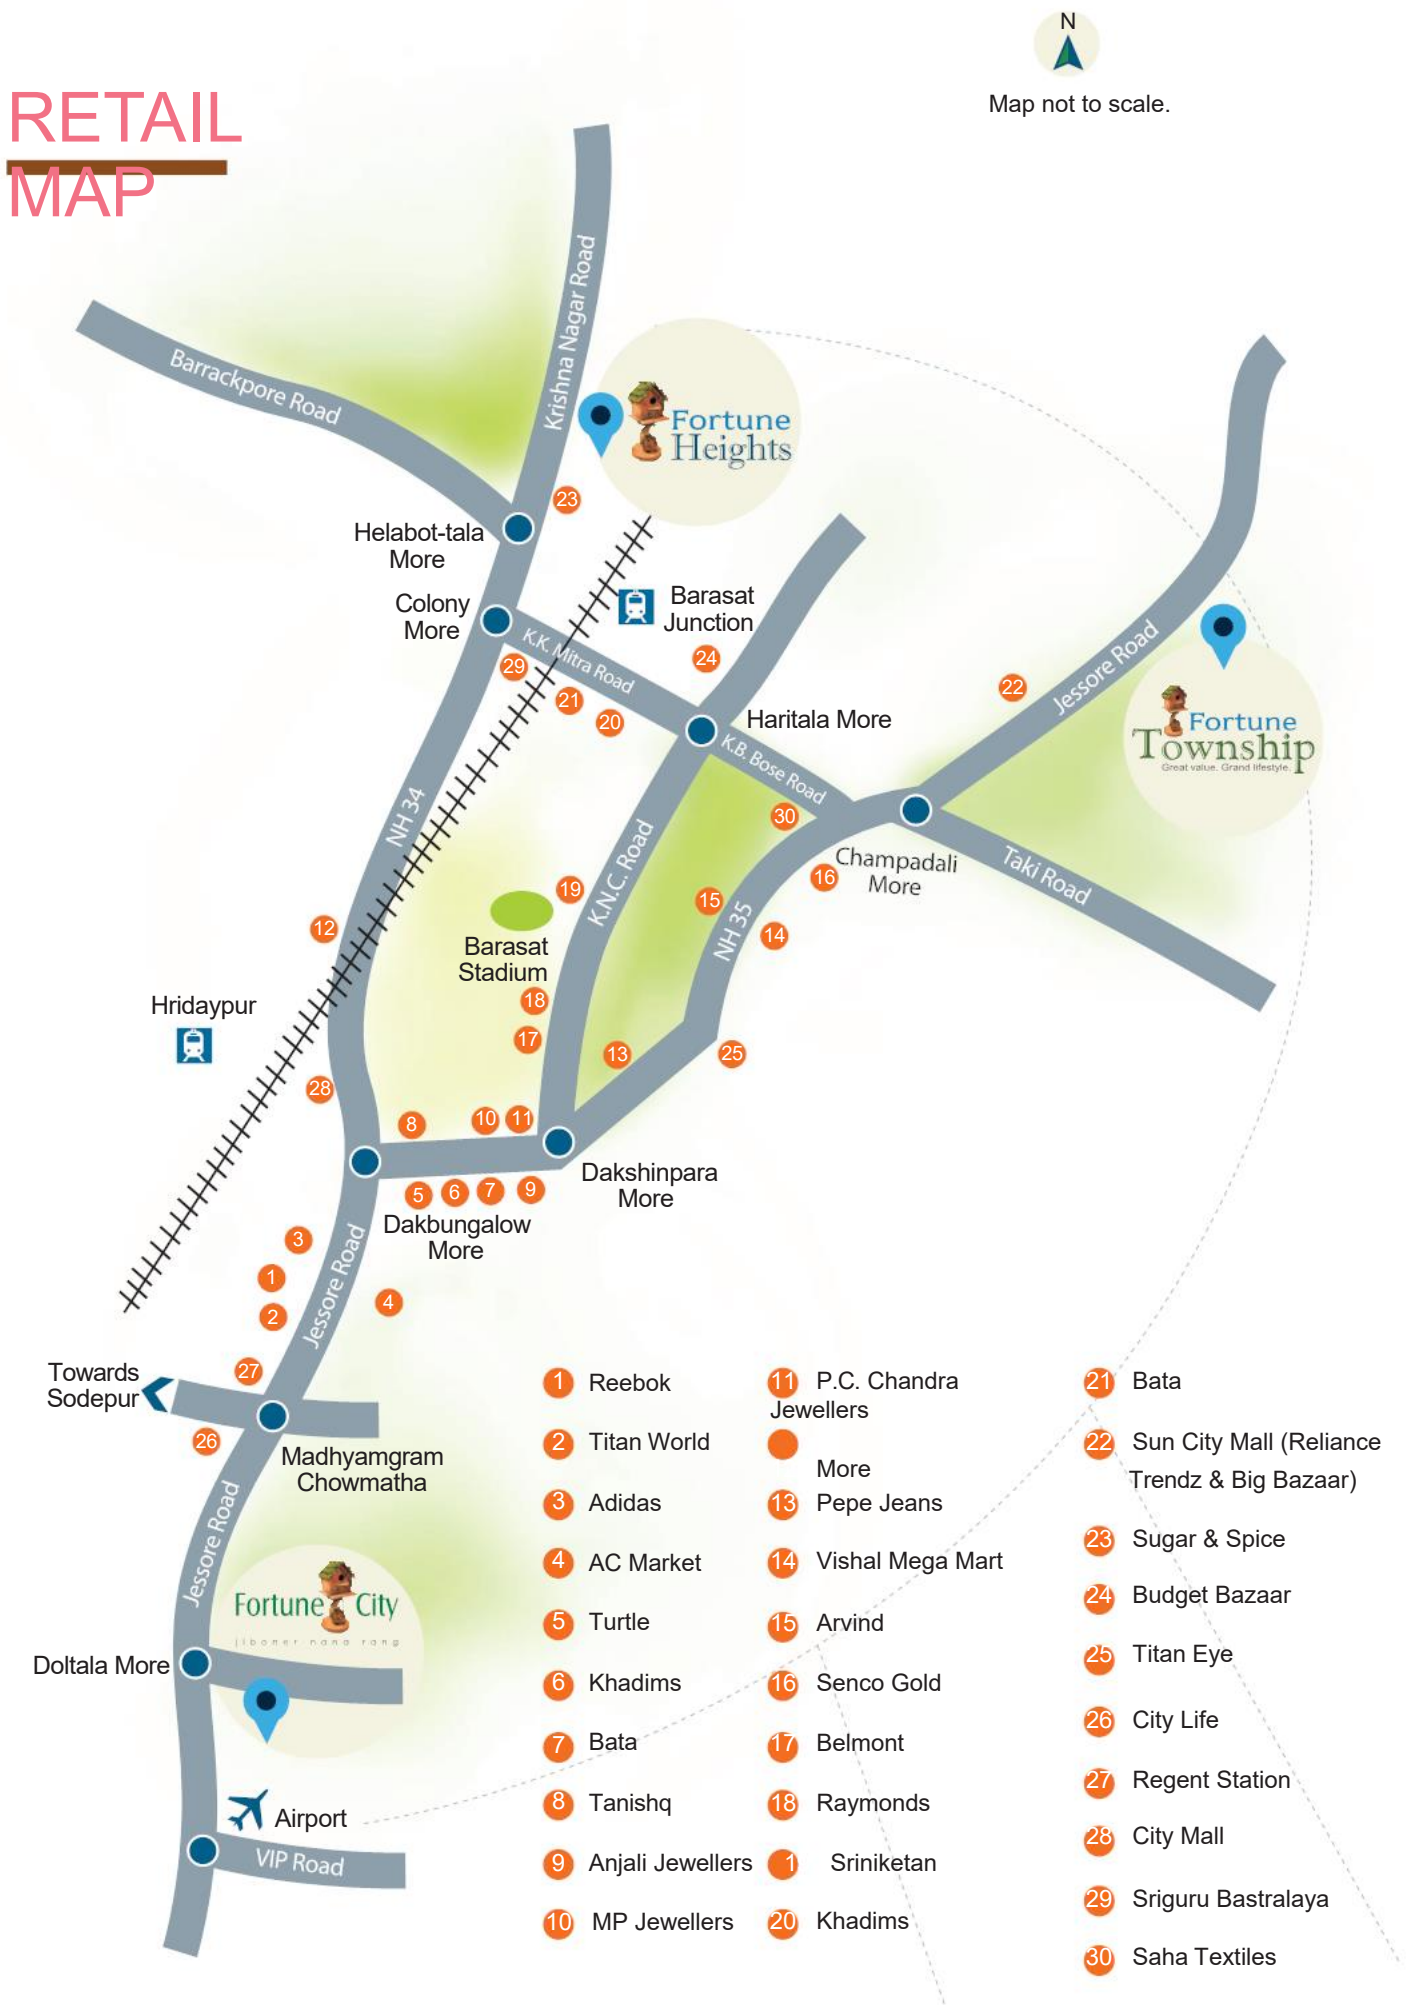 N
Map not to scale.
RETAIL
MAP
Krishna Nagar Road
Barrackpore Road
Fortune
Heights
23
Helabot-tala
More
Colony
More
Barasat
Junction
K.K. Mitra Road
24
29
21
20
22
Jessore Road
Haritala More
Fortune
Township
Great value. Grand lifestyle.
K.B. Bose Road
NH 34
30
Champadali
More
Taki Road
K.N.C. Road
16
19
15
12
NH 35
14
Barasat
Stadium
18
Hridaypur
17
13
25
28
8
10
11
Dakshinpara
More
5
6
7
9
Dakbungalow
More
3
1
2
Jessore Road
4
27
Towards
Sodepur
26
Madhyamgram
Chowmatha
Jessore Road
Fortune City
jiboner nana rang
Doltala More
Airport
VIP Road
1 Reebok
2 Titan World
3 Adidas
4 AC Market
5 Turtle
6 Khadims
7 Bata
8 Tanishq
9 Anjali Jewellers
10 MP Jewellers
11 P.C. Chandra
Jewellers
More
13 Pepe Jeans
14 Vishal Mega Mart
15 Arvind
16 Senco Gold
17 Belmont
18 Raymonds
1 Sriniketan
20 Khadims
21 Bata
22 Sun City Mall (Reliance
Trendz & Big Bazaar)
23 Sugar & Spice
24 Budget Bazaar
25 Titan Eye
26 City Life
27 Regent Station
28 City Mall
29 Sriguru Bastralaya
30 Saha Textiles